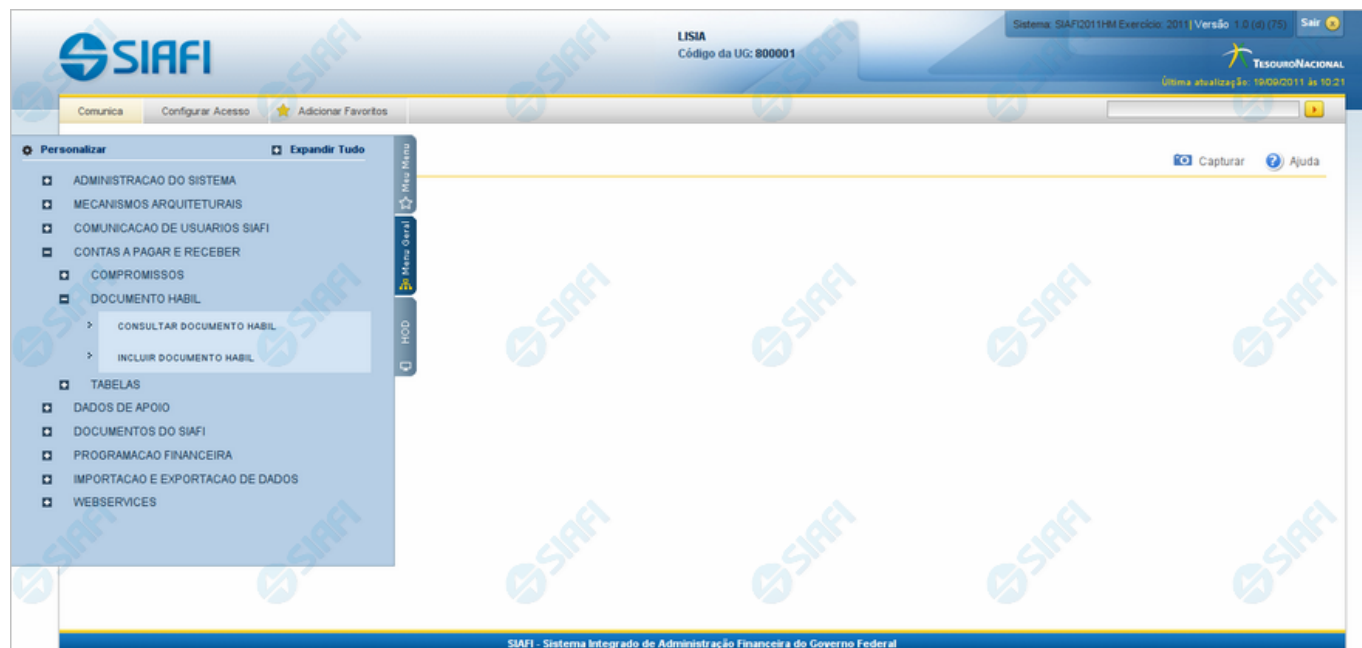 Sistema: SIAFI2011HM Exercício: 2011| Versão 1.0 (d) (75) Sair
SIAFI
LISIA
Código da UG: 800001
TESOURONACIONAL
Última atualização: 19/09/2011 às 10:21
Comunica Configurar Acesso Adicionar Favoritos
Personalizar Expandir Tudo
Meu Menu
Menu Geral
HOD
Capturar Ajuda
ADMINISTRACAO DO SISTEMA
MECANISMOS ARQUITETURAIS
COMUNICACAO DE USUARIOS SIAFI
CONTAS A PAGAR E RECEBER
COMPROMISSOS
DOCUMENTO HABIL
CONSULTAR DOCUMENTO HABIL
INCLUIR DOCUMENTO HABIL
TABELAS
DADOS DE APOIO
DOCUMENTOS DO SIAFI
PROGRAMACAO FINANCEIRA
IMPORTACAO E EXPORTACAO DE DADOS
WEBSERVICES
SIAFI - Sistema Integrado de Administração Financeira do Governo Federal